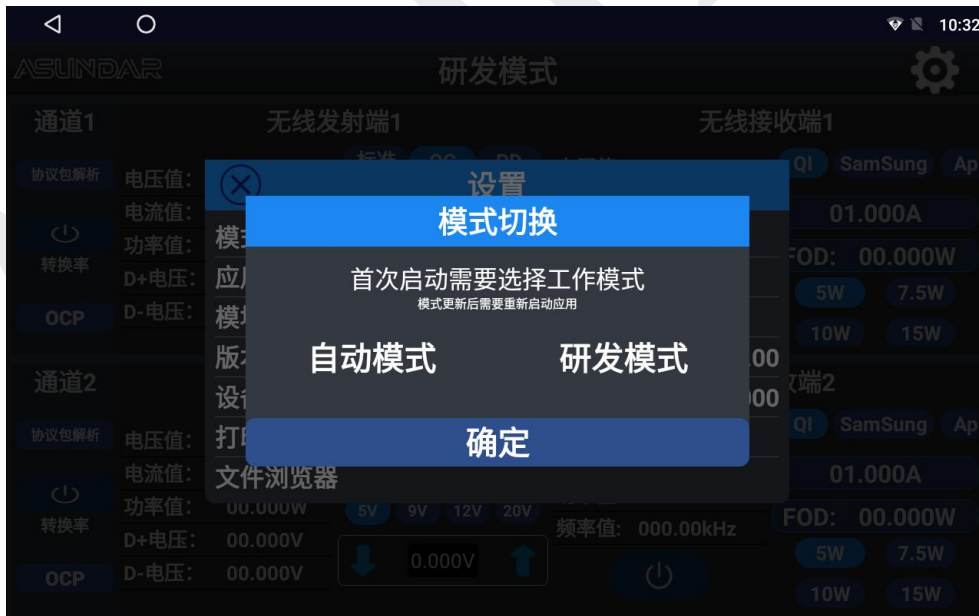 10:32
ASUNDAR 研发模式
通道1 无线发射端1 无线接收端1
QC PD
协议包解析 电压值: QI SamSung Ap
设置
电流值: 01.000A
模式切换
功率值:
转换率
FOD: 00.000W
D+电压: 首次启动需要选择工作模式
模式更新后需要重新启动应用
5W 7.5W
OCP D-电压:
10W 15W
自动模式 研发模式
通道2
协议包解析 电压值: QI SamSung Ap
确定
电流值: 文件浏览器 01.000A
功率值: 00.000W 5V 9V 12V 20V
转换率 频率值: 000.00kHz FOD: 00.000W
D+电压: 00.000V
0.000V 5W 7.5W
OCP D-电压: 00.000V
10W 15W